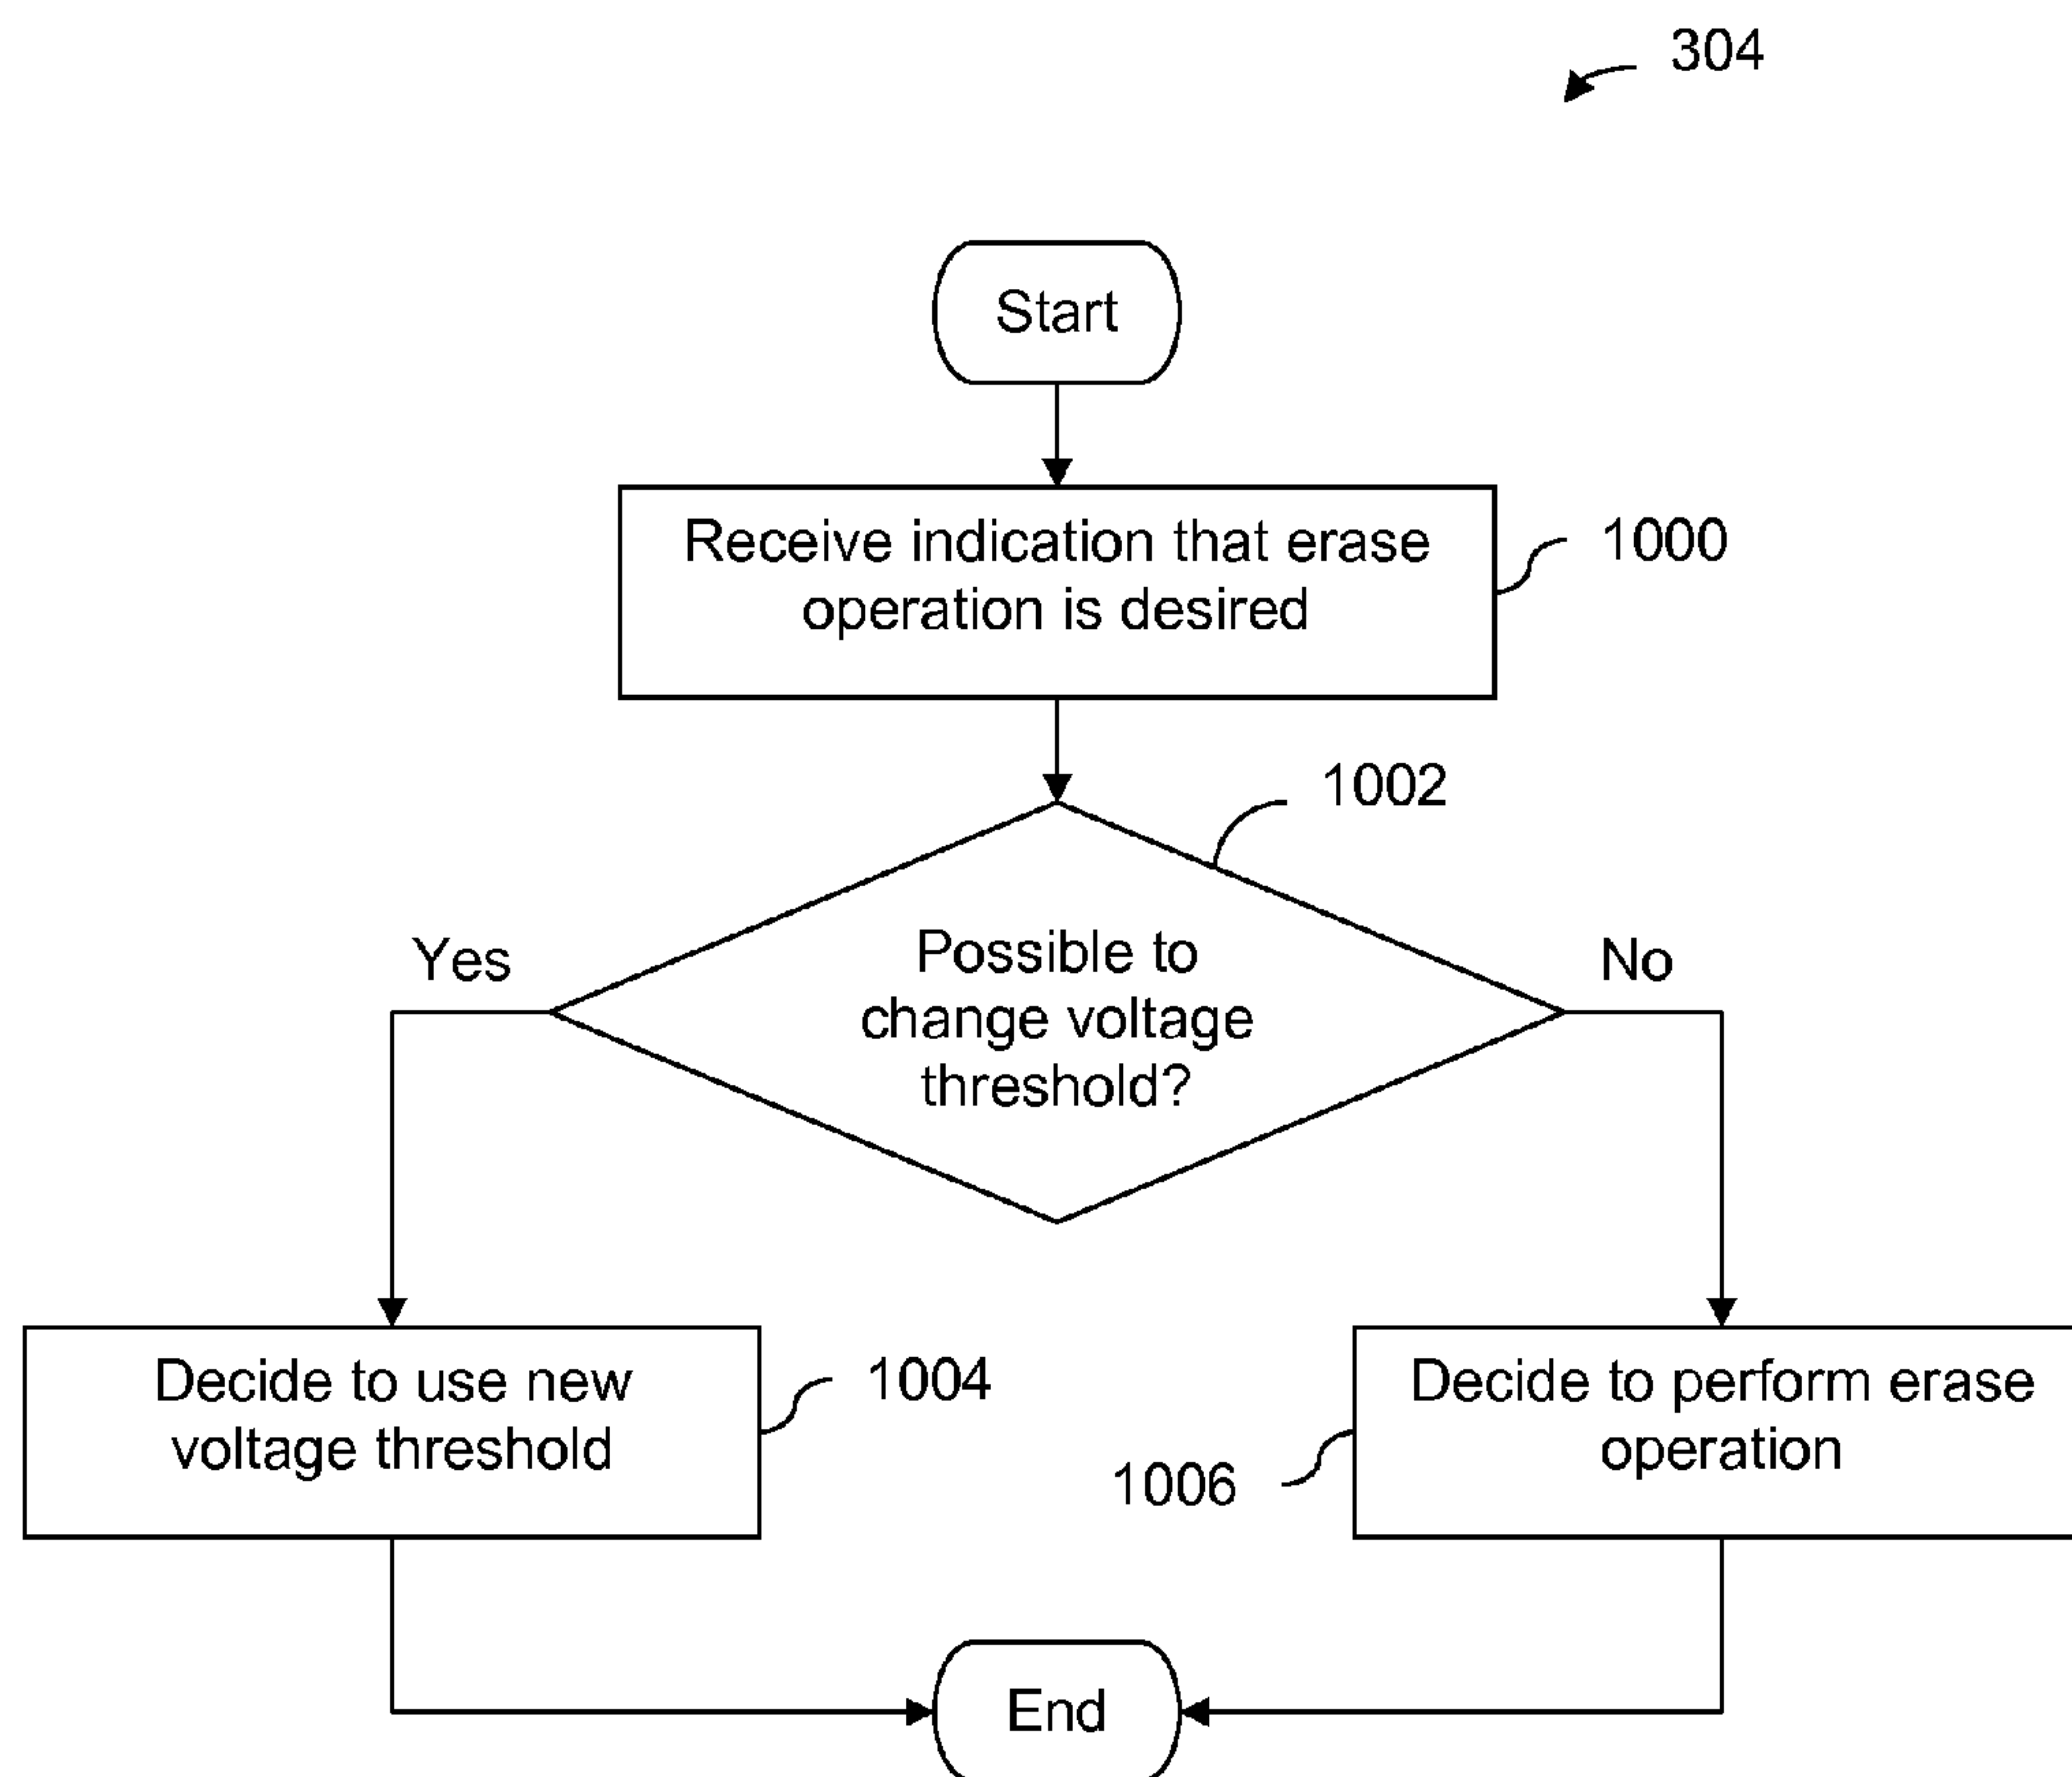 304
Start
Receive indication that erase
operation is desired
1000
1002
Possible to
change voltage
threshold?
Yes
No
Decide to use new
voltage threshold
1004
Decide to perform erase
operation
1006
End